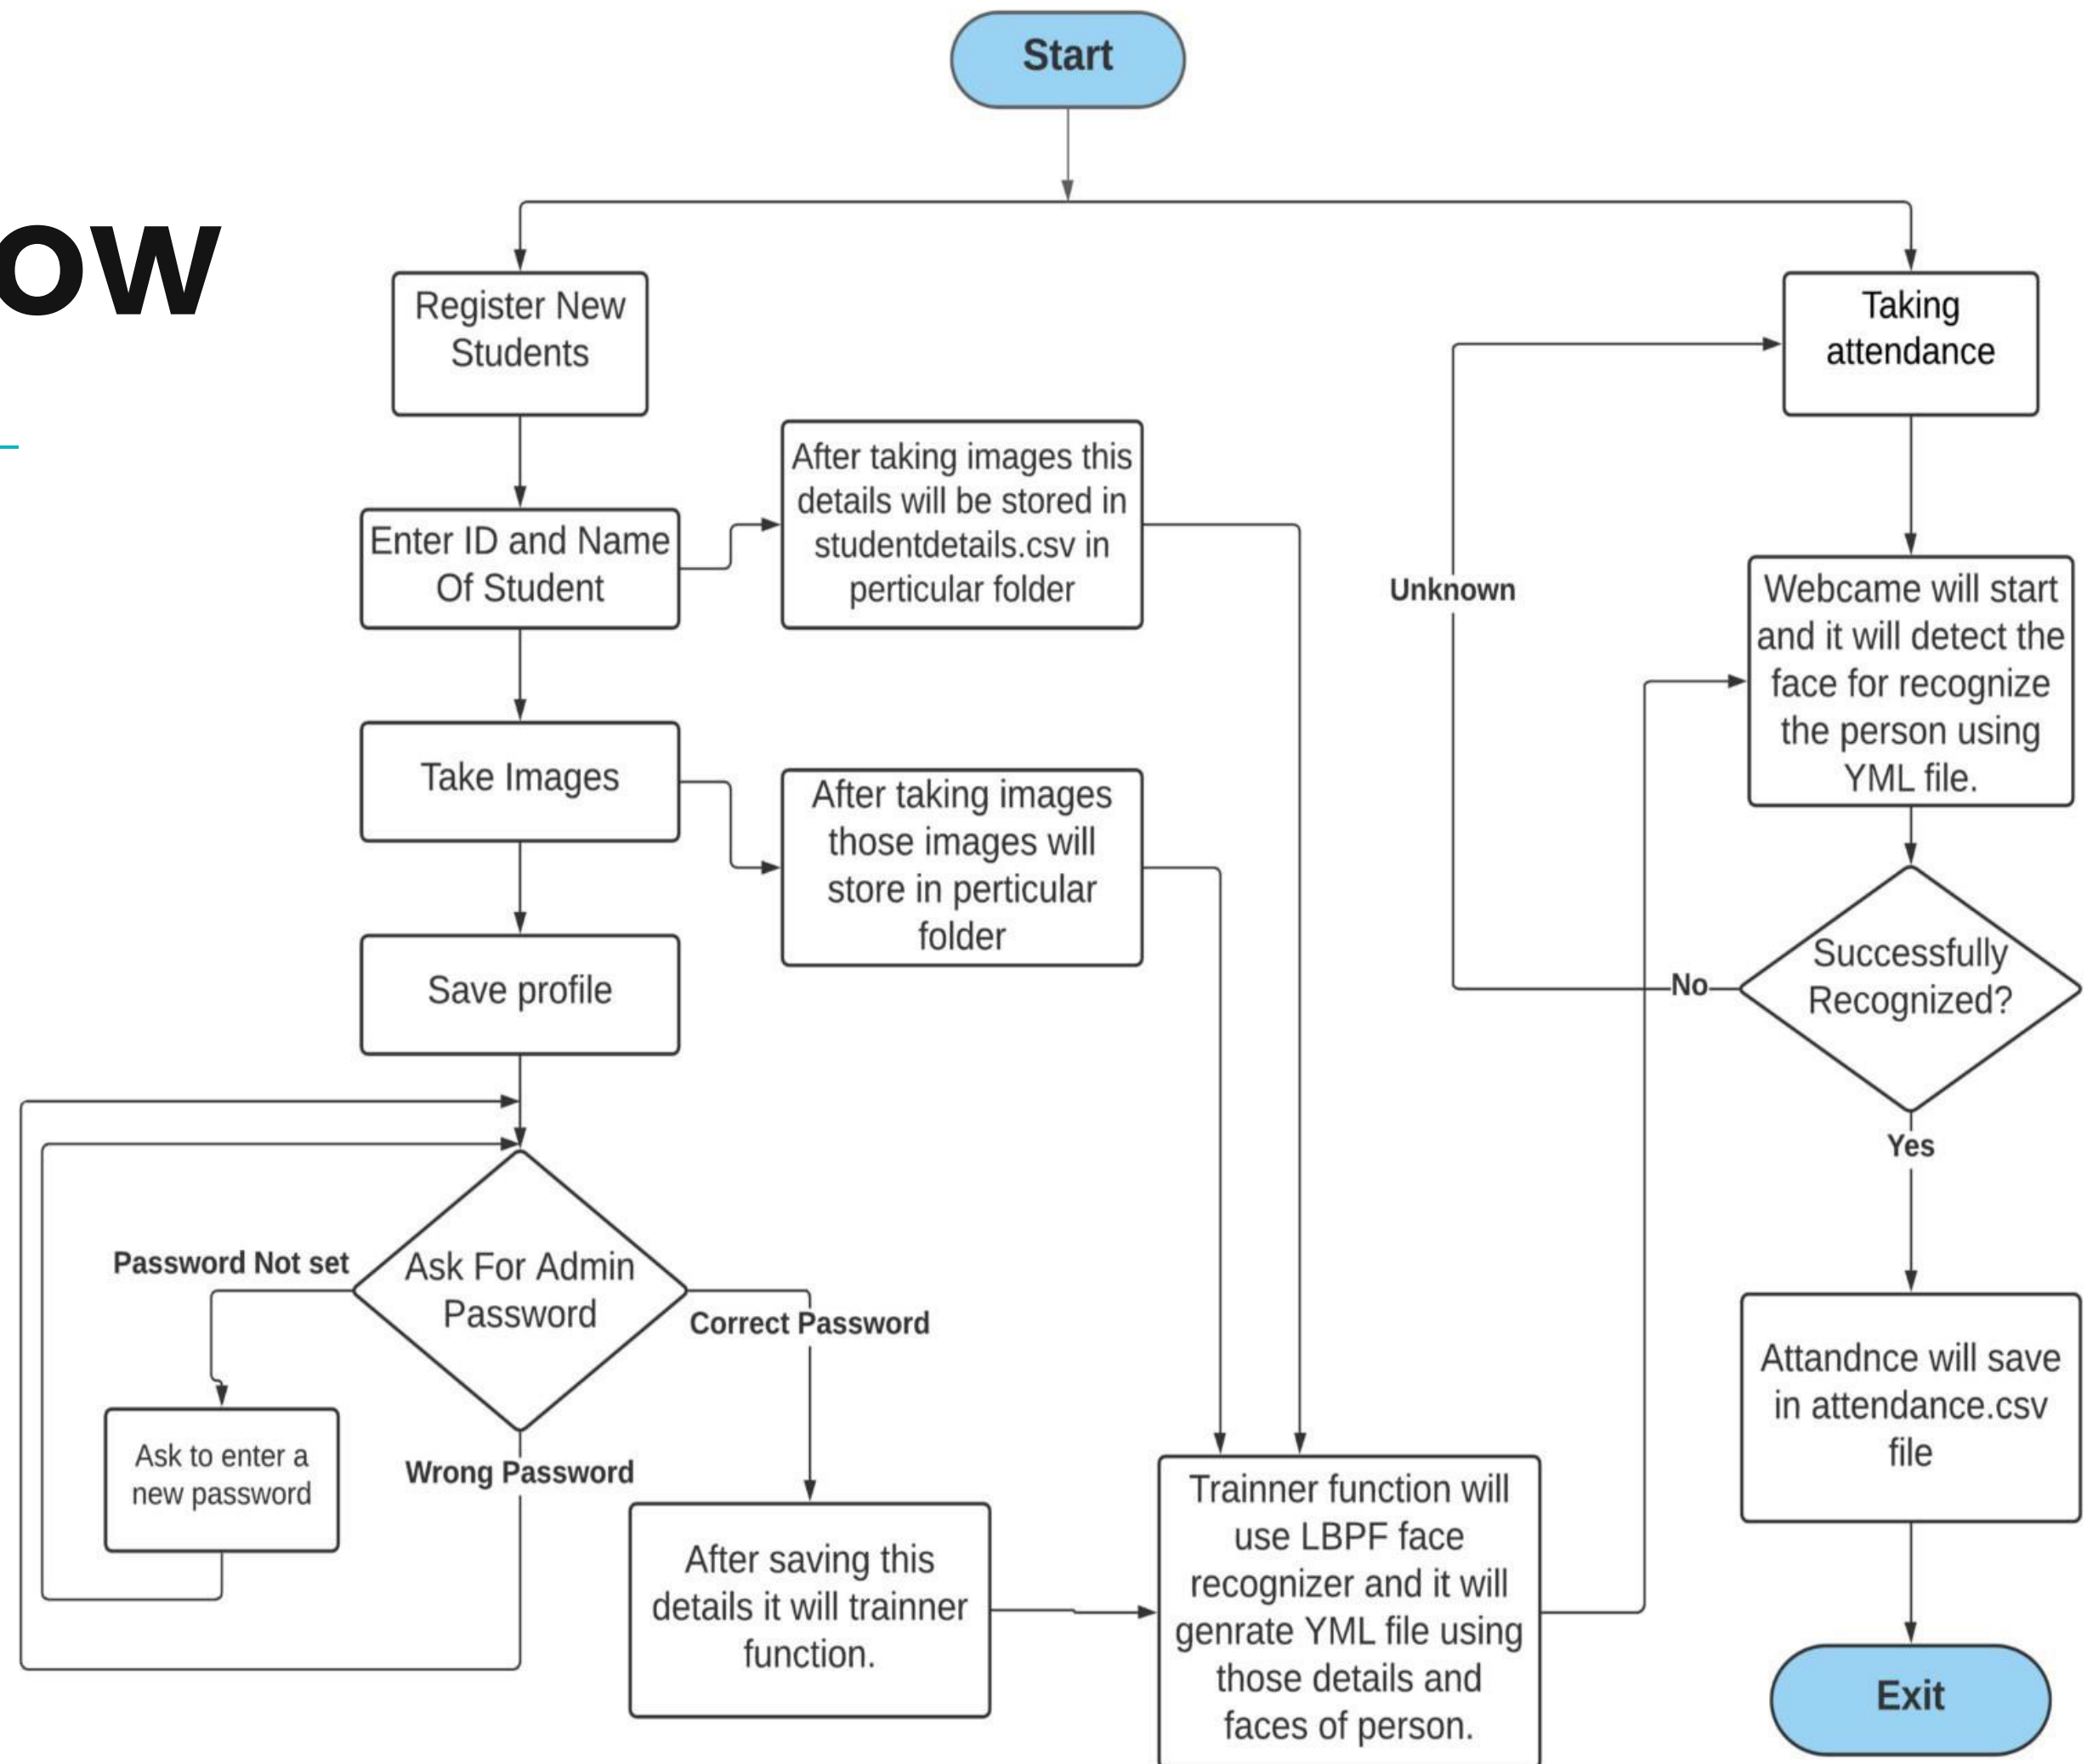 Start
OW
Register New
Students
Taking
attendance
After taking images this
details will be stored in
studentdetails.csv in
perticular folder
Enter ID and Name
Of Student
Unknown
Webcame will start
and it will detect the
face for recognize
the person using
YML file.
Take Images
After taking images
those images will
store in perticular
folder
Successfully
Recognized?
No
Save profile
Yes
Password Not set
Ask For Admin
Password
Correct Password
Attandnce will save
in attendance.csv
file
Ask to enter a
new password
Wrong Password
After saving this
details it will trainner
function.
Trainner function will
use LBPF face
recognizer and it will
genrate YML file using
those details and
faces of person.
Exit